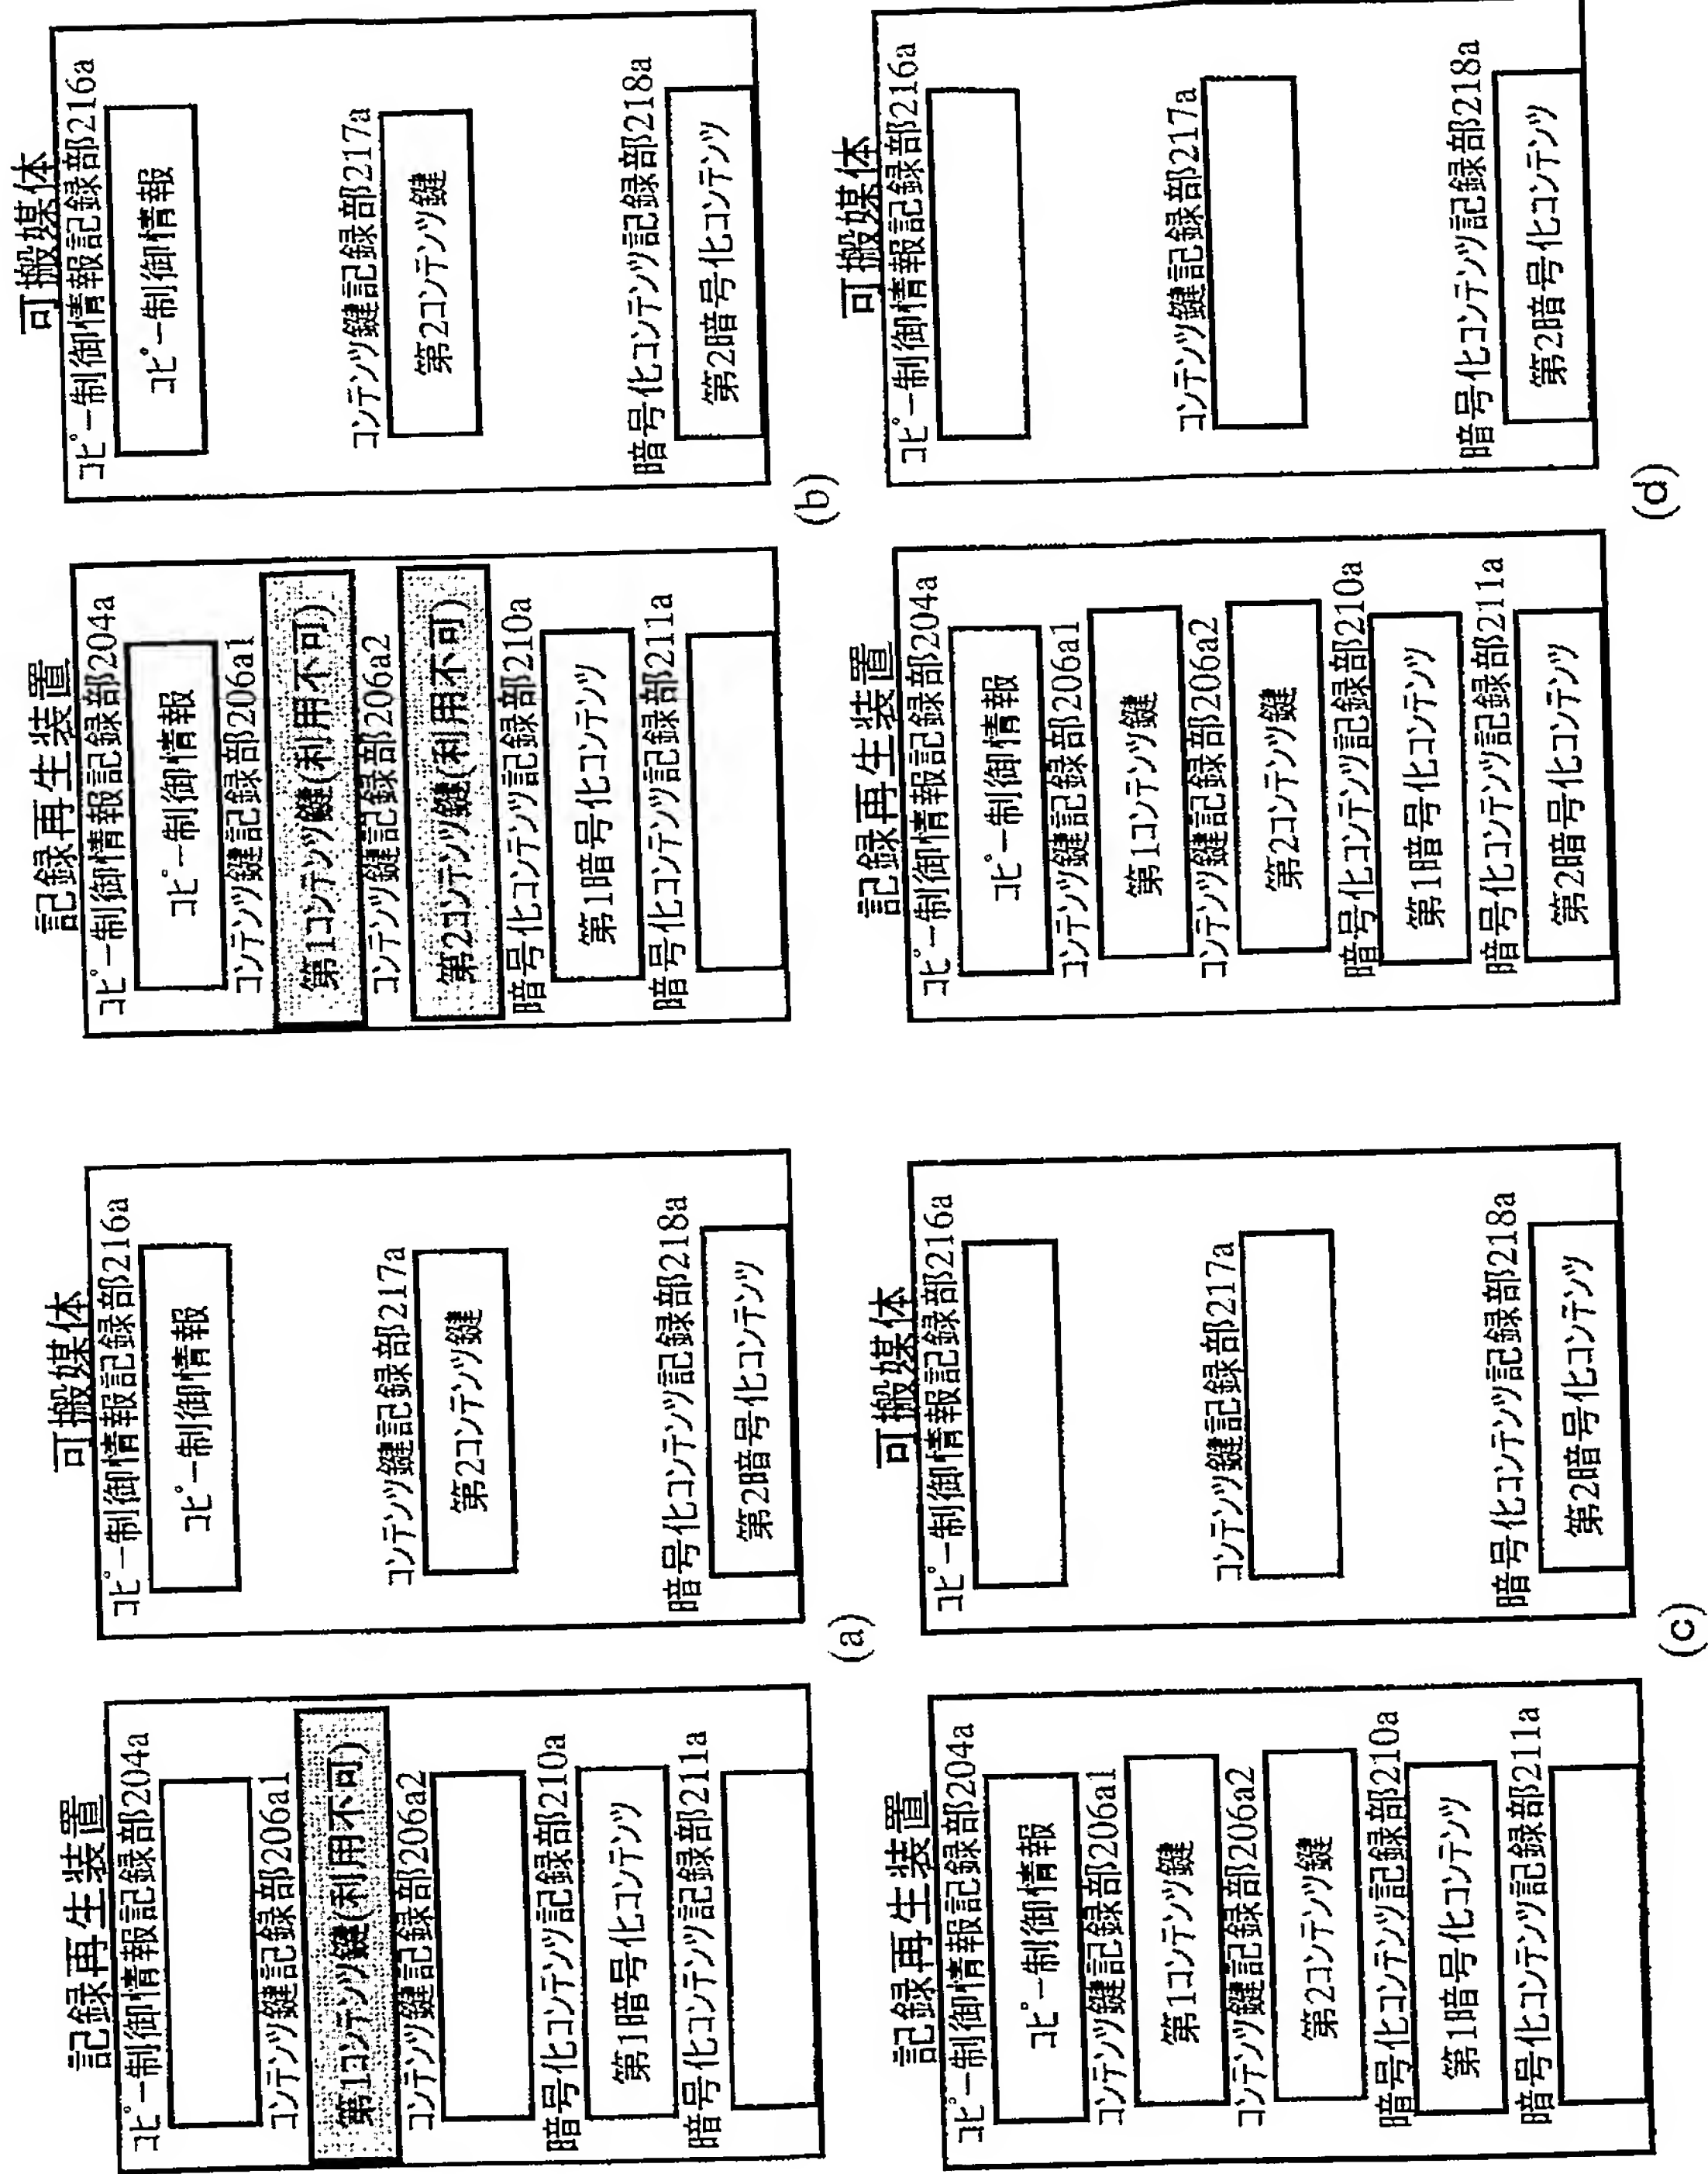 記録再生装置
コピー制御情報記録部204a
コンテンツ鍵記録部206a1
第1コンテンツ鍵(利用不可)
コンテンツ鍵記録部206a2
暗号化コンテンツ記録部210a
第1暗号化コンテンツ
暗号化コンテンツ記録部211a
可搬媒体
コピー制御情報記録部216a
コピー制御情報
コンテンツ鍵記録部217a
第2コンテンツ鍵
暗号化コンテンツ記録部218a
第2暗号化コンテンツ
(a)
記録再生装置
コピー制御情報記録部204a
コピー制御情報
コンテンツ鍵記録部206a1
第1コンテンツ鍵(利用不可)
コンテンツ鍵記録部206a2
第2コンテンツ鍵(利用不可)
暗号化コンテンツ記録部210a
第1暗号化コンテンツ
暗号化コンテンツ記録部211a
可搬媒体
コピー制御情報記録部216a
コピー制御情報
コンテンツ鍵記録部217a
第2コンテンツ鍵
暗号化コンテンツ記録部218a
第2暗号化コンテンツ
(b)
記録再生装置
コピー制御情報記録部204a
コピー制御情報
コンテンツ鍵記録部206a1
第1コンテンツ鍵
コンテンツ鍵記録部206a2
第2コンテンツ鍵
暗号化コンテンツ記録部210a
第1暗号化コンテンツ
暗号化コンテンツ記録部211a
可搬媒体
コピー制御情報記録部216a
コンテンツ鍵記録部217a
暗号化コンテンツ記録部218a
第2暗号化コンテンツ
(c)
記録再生装置
コピー制御情報記録部204a
コピー制御情報
コンテンツ鍵記録部206a1
第1コンテンツ鍵
コンテンツ鍵記録部206a2
第2コンテンツ鍵
暗号化コンテンツ記録部210a
第1暗号化コンテンツ
暗号化コンテンツ記録部211a
第2暗号化コンテンツ
可搬媒体
コピー制御情報記録部216a
コンテンツ鍵記録部217a
暗号化コンテンツ記録部218a
第2暗号化コンテンツ
(d)